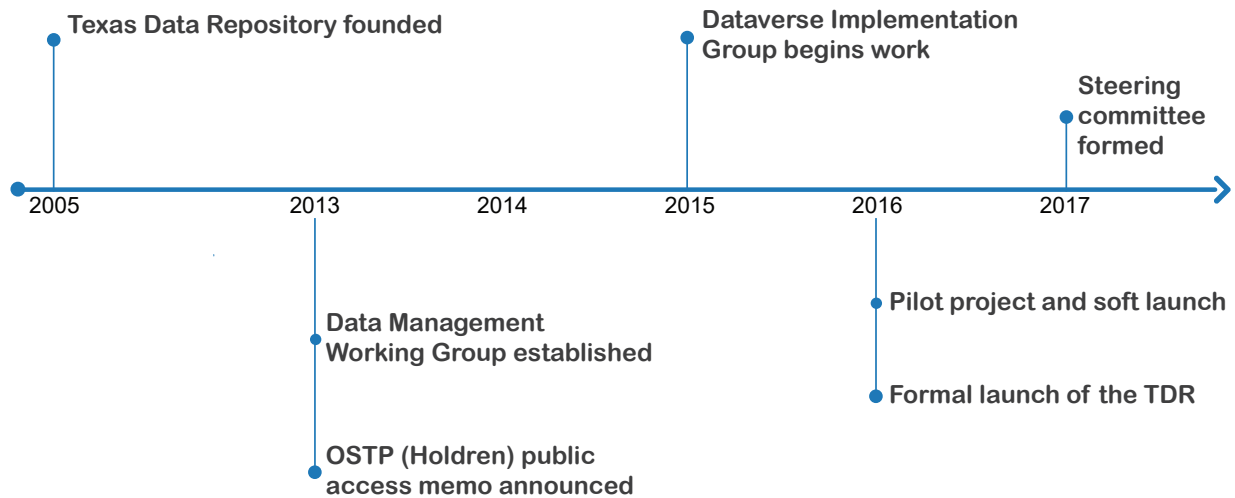 Texas Data Repository founded
Dataverse Implementation
Group begins work
Steering
committee
formed
2005
2013
2014
2015
2016
2017
Data Management
Working Group established
OSTP (Holdren) public
access memo announced
Pilot project and soft launch
Formal launch of the TDR